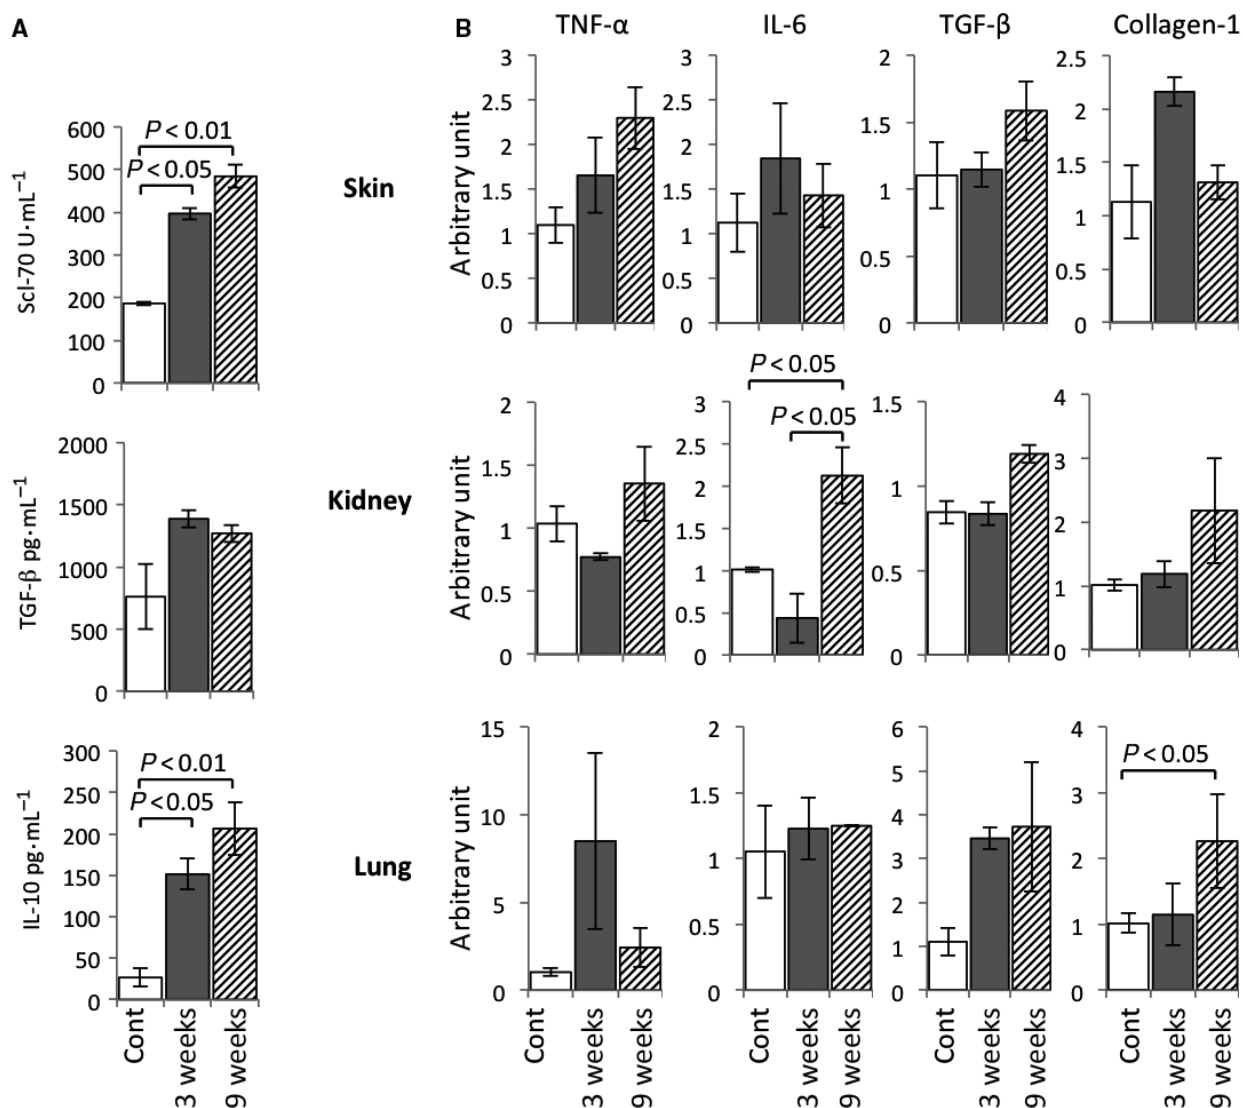 A
B
TNF-α IL-6 TGF-β Collagen-1
Scl-70 U·mL−1
600
500
400
300
200
100
0
P < 0.01
P < 0.05
Skin
Arbitrary unit
3
2.5
2
1.5
1
0.5
0
3
2.5
2
1.5
1
0.5
0
2
1.5
1
0.5
0
2.5
2
1.5
1
0.5
0
TGF-β pg·mL−1
2000
1500
1000
500
0
Kidney
Arbitrary unit
2
1.5
1
0.5
0
P < 0.05
P < 0.05
3
2.5
2
1.5
1
0.5
0
1.5
1
0.5
0
4
3
2
1
0
IL-10 pg·mL−1
300
250
200
150
100
50
0
P < 0.01
P < 0.05
Cont
3 weeks
9 weeks
Lung
Arbitrary unit
15
10
5
0
Cont
3 weeks
9 weeks
2
1.5
1
0.5
0
Cont
3 weeks
9 weeks
6
5
4
3
2
1
0
Cont
3 weeks
9 weeks
4
3
2
1
0
P < 0.05
Cont
3 weeks
9 weeks